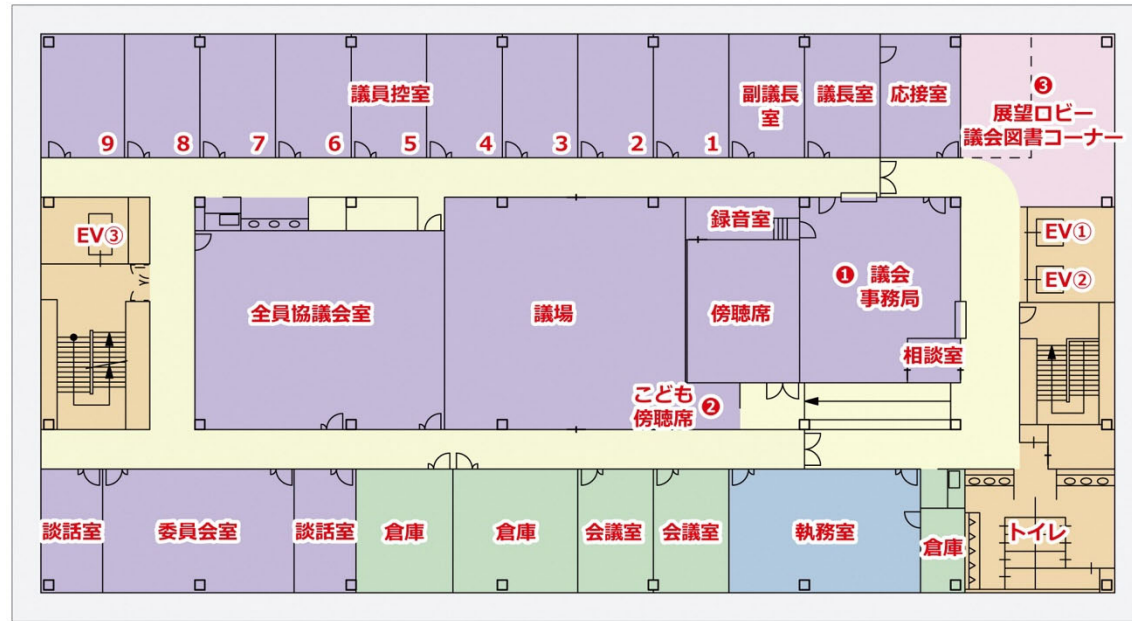 議員控室
副議長
室
議長室
応接室
❸
展望ロビー
議会図書コーナー
9
8
7
6
5
4
3
2
1
EV③
録音室
EV①
EV②
全員協議会室
議場
傍聴席
❶ 議会
事務局
相談室
こども
傍聴席 ❷
談話室
委員会室
談話室
倉庫
倉庫
会議室
会議室
執務室
倉庫
トイレ